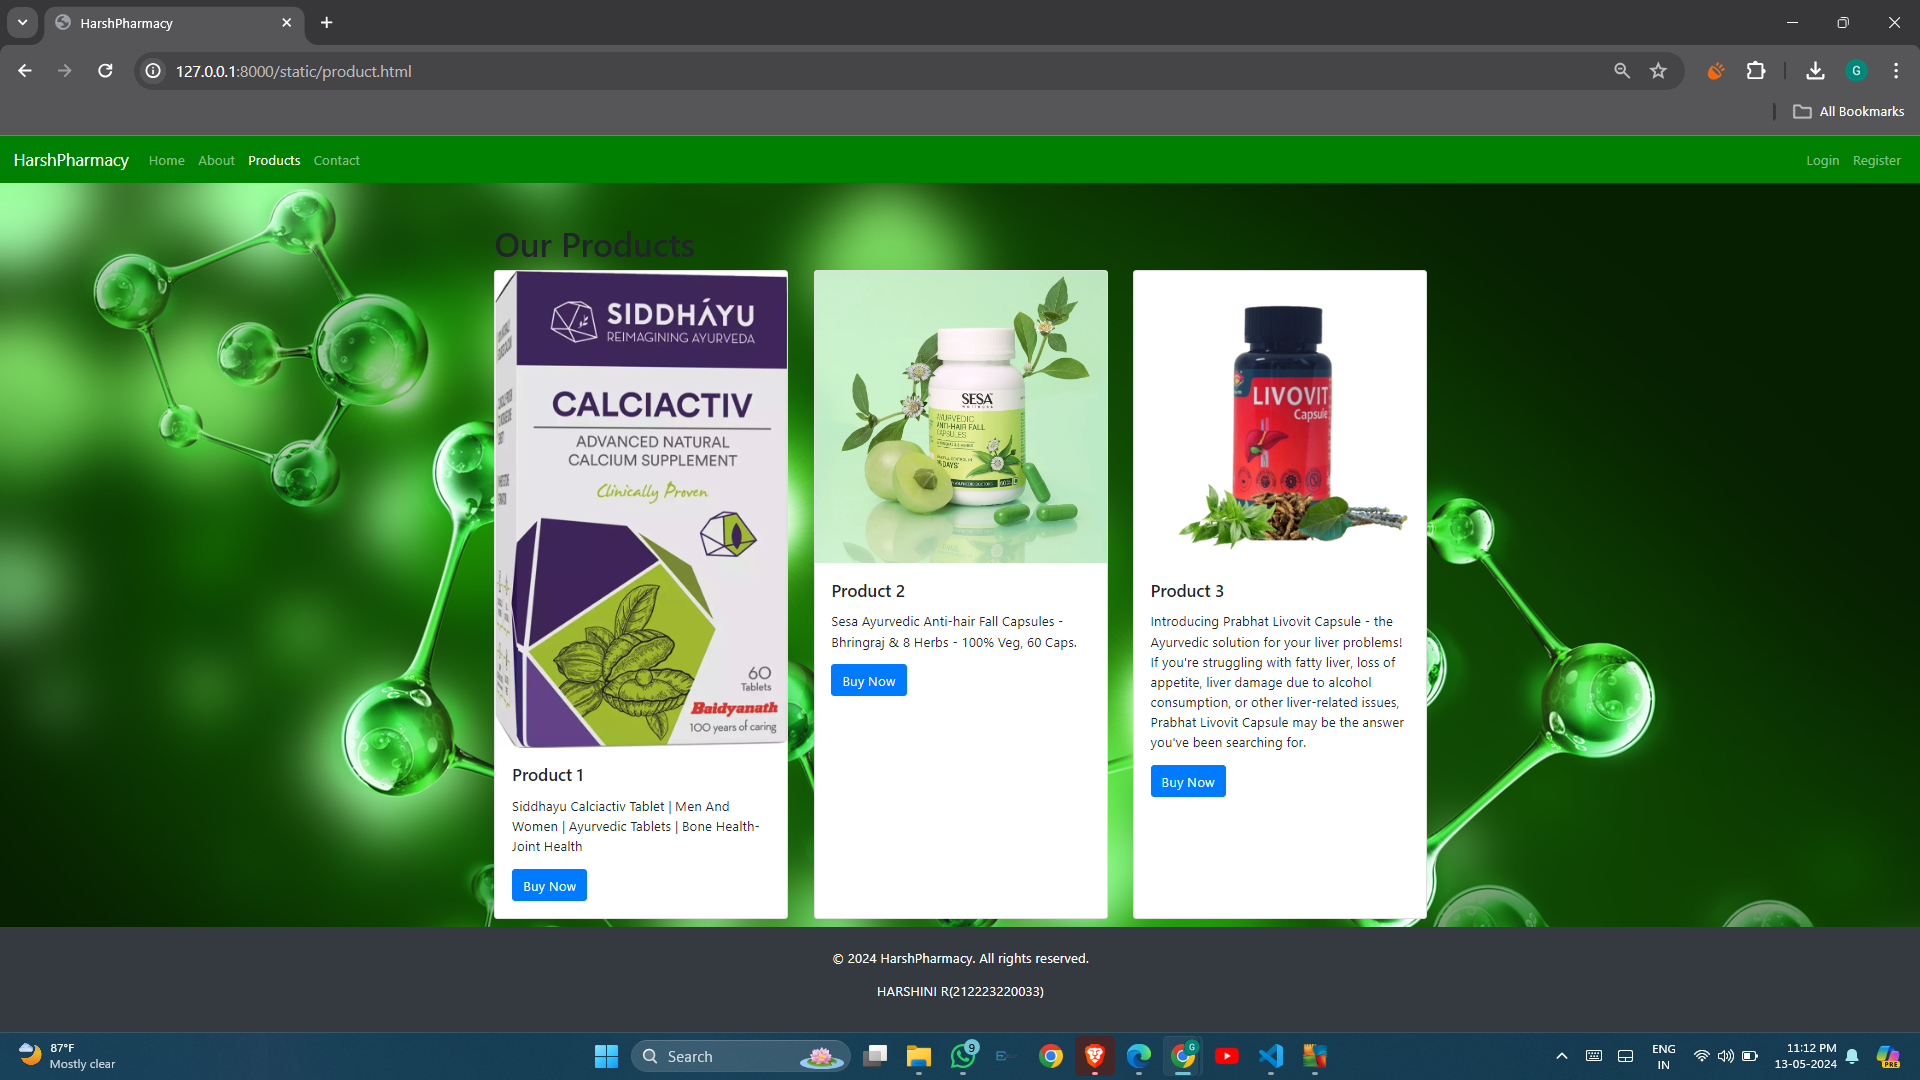 HarshPharmacy
127.0.0.1:8000/static/product.html
G
All Bookmarks
HarshPharmacy Home About Products Contact Login Register
Our Products
SIDDHÁYU
REIMAGINING AYURVEDA
CALCIACTIV
ADVANCED NATURAL
CALCIUM SUPPLEMENT
Clinically Proven
60
Tablets
Baidyanath
100 years of caring
Product 1
Siddhayu Calciactiv Tablet | Men And
Women | Ayurvedic Tablets | Bone Health-
Joint Health
Buy Now
SESA
AYURVEDIC
ANTI-HAIR FALL
CAPSULES
Product 2
Sesa Ayurvedic Anti-hair Fall Capsules -
Bhringraj & 8 Herbs - 100% Veg, 60 Caps.
Buy Now
LIVOVIT
Capsule
Product 3
Introducing Prabhat Livovit Capsule - the
Ayurvedic solution for your liver problems!
If you're struggling with fatty liver, loss of
appetite, liver damage due to alcohol
consumption, or other liver-related issues,
Prabhat Livovit Capsule may be the answer
you've been searching for.
Buy Now
© 2024 HarshPharmacy. All rights reserved.
HARSHINI R(212223220033)
87°F
Mostly clear
Search
9
G
ENG
IN
11:12 PM
13-05-2024
PRE